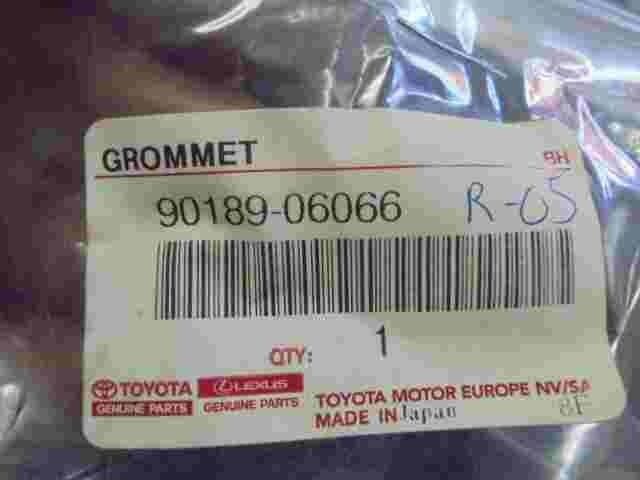 GROMMET BH
90189-06066 R-05
QTY: 1
TOYOTA LEXUS
GENUINE PARTS GENUINE PARTS
TOYOTA MOTOR EUROPE NV/SA
MADE IN Japan 8F